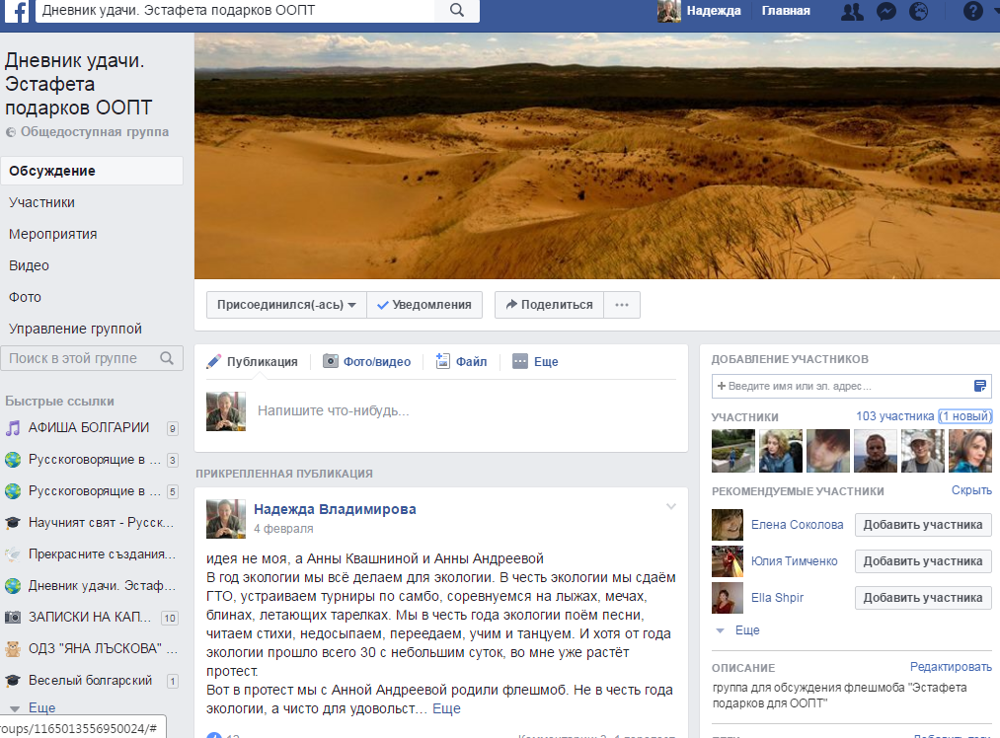 Дневник удачи. Эстафета подарков ООПТ
Надежда
Главная
Дневник удачи.
Эстафета
подарков ООПТ
Общедоступная группа
Обсуждение
Участники
Мероприятия
Видео
Фото
Управление группой
Поиск в этой группе
Быстрые ссылки
АФИША БОЛГАРИИ 9
Русскоговорящие в ... 3
Русскоговорящие в ... 5
Научният свят - Русск...
Прекрасните създания...
Дневник удачи. Эстаф...
ЗАПИСКИ НА КАП... 10
ОДЗ "ЯНА ЛЪСКОВА" ...
Веселый болгарский 1
Еще
roups/1165013556950024/#
Присоединился(-ась)
Уведомления
Поделиться
Публикация
Фото/видео
Файл
Еще
Напишите что-нибудь...
ПРИКРЕПЛЕННАЯ ПУБЛИКАЦИЯ
Надежда Владимирова
4 февраля
идея не моя, а Анны Квашниной и Анны Андреевой
В год экологии мы всё делаем для экологии. В честь экологии мы сдаём
ГТО, устраиваем турниры по самбо, соревнуемся на лыжах, мечах,
блинах, летающих тарелках. Мы в честь года экологии поём песни,
читаем стихи, недосыпаем, переедаем, учим и танцуем. И хотя от года
экологии прошло всего 30 с небольшим суток, во мне уже растёт
протест.
Вот в протест мы с Анной Андреевой родили флешмоб. Не в честь года
экологии, а чисто для удовольст… Еще
ДОБАВЛЕНИЕ УЧАСТНИКОВ
+ Введите имя или эл. адрес...
УЧАСТНИКИ
103 участника (1 новый)
РЕКОМЕНДУЕМЫЕ УЧАСТНИКИ
Скрыть
Елена Соколова
Добавить участника
Юлия Тимченко
Добавить участника
Ella Shpir
Добавить участника
Еще
ОПИСАНИЕ
Редактировать
группа для обсуждения флешмоба "Эстафета
подарков для ООПТ"